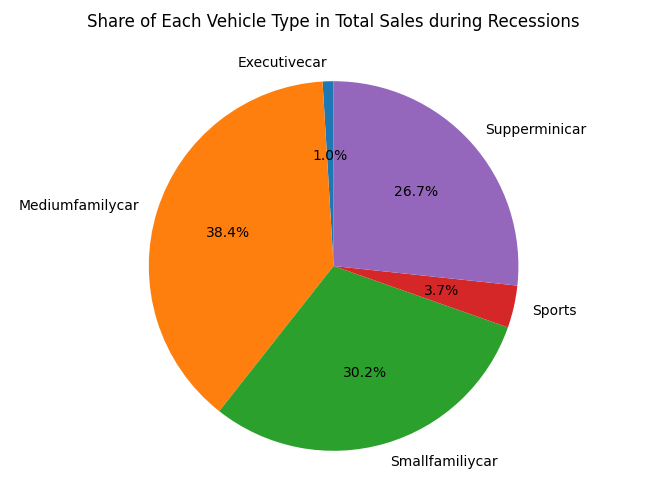 Share of Each Vehicle Type in Total Sales during Recessions
Executivecar
1.0%
Supperminicar
26.7%
Mediumfamilycar
38.4%
3.7%
Sports
30.2%
Smallfamiliycar